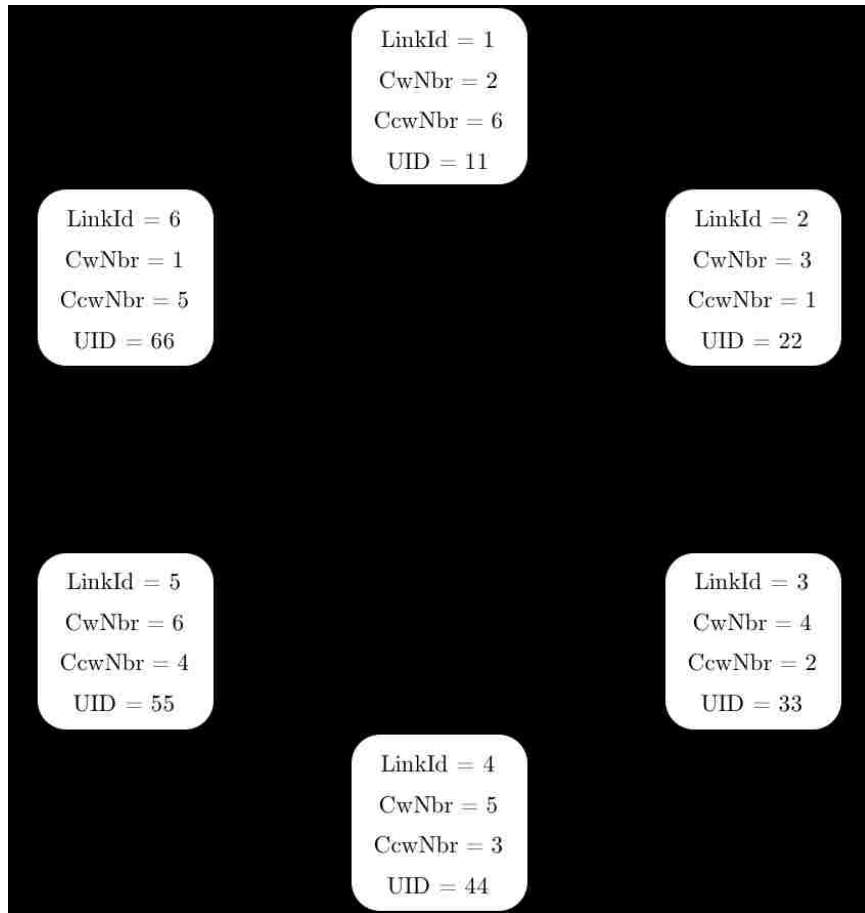 LinkId = 1
CwNbr = 2
CcwNbr = 6
UID = 11
LinkId = 6
CwNbr = 1
CcwNbr = 5
UID = 66
LinkId = 2
CwNbr = 3
CcwNbr = 1
UID = 22
LinkId = 5
CwNbr = 6
CcwNbr = 4
UID = 55
LinkId = 3
CwNbr = 4
CcwNbr = 2
UID = 33
LinkId = 4
CwNbr = 5
CcwNbr = 3
UID = 44